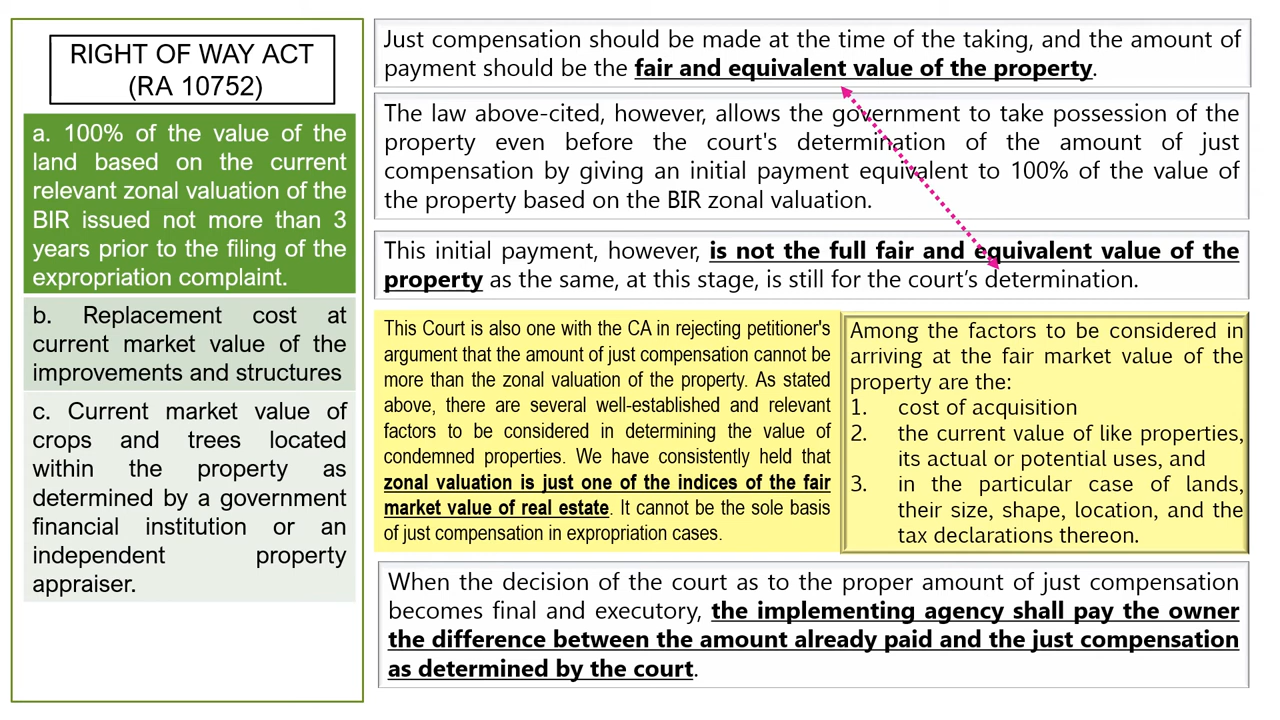 RIGHT OF WAY ACT
(RA 10752)
a. 100% of the value of the
land based on the current
relevant zonal valuation of the
BIR issued not more than 3
years prior to the filing of the
expropriation complaint.
b. Replacement cost at
current market value of the
improvements and structures
c. Current market value of
crops and trees located
within the property as
determined by a government
financial institution or an
independent property
appraiser.
Just compensation should be made at the time of the taking, and the amount of
payment should be the fair and equivalent value of the property.
The law above-cited, however, allows the government to take possession of the
property even before the court's determination of the amount of just
compensation by giving an initial payment equivalent to 100% of the value of
the property based on the BIR zonal valuation.
This initial payment, however, is not the full fair and equivalent value of the
property as the same, at this stage, is still for the court's determination.
This Court is also one with the CA in rejecting petitioner's
argument that the amount of just compensation cannot be
more than the zonal valuation of the property. As stated
above, there are several well-established and relevant
factors to be considered in determining the value of
condemned properties. We have consistently held that
zonal valuation is just one of the indices of the fair
market value of real estate. It cannot be the sole basis
of just compensation in expropriation cases.
Among the factors to be considered in
arriving at the fair market value of the
property are the:
1. cost of acquisition
2. the current value of like properties,
its actual or potential uses, and
3. in the particular case of lands,
their size, shape, location, and the
tax declarations thereon.
When the decision of the court as to the proper amount of just compensation
becomes final and executory, the implementing agency shall pay the owner
the difference between the amount already paid and the just compensation
as determined by the court.